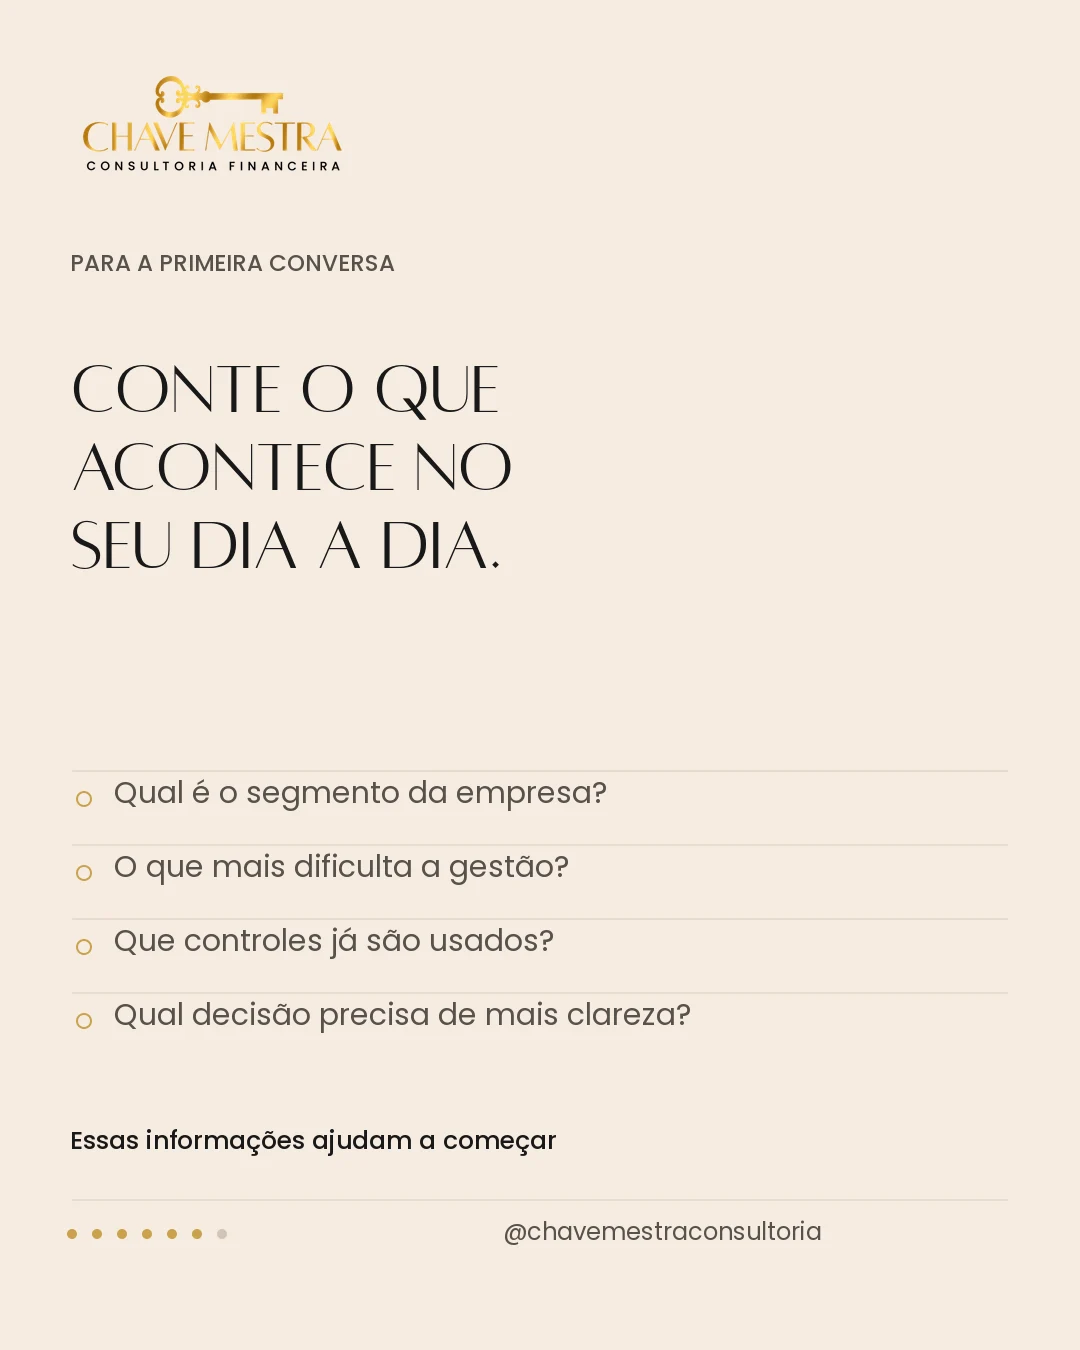 CHAVE MESTRA
CONSULTORIA FINANCEIRA
PARA A PRIMEIRA CONVERSA
CONTE O QUE
ACONTECE NO
SEU DIA A DIA.
Qual é o segmento da empresa?
O que mais dificulta a gestão?
Que controles já são usados?
Qual decisão precisa de mais clareza?
Essas informações ajudam a começar
@chavemestraconsultoria